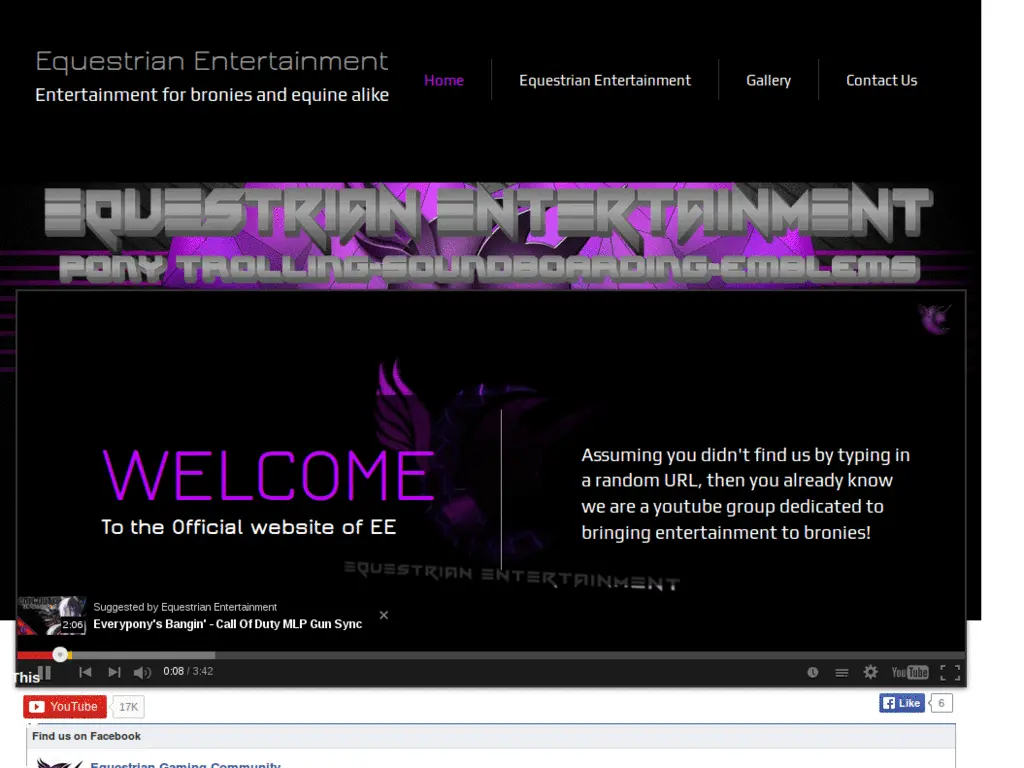 Equestrian Entertainment
Entertainment for bronies and equine alike
Home
Equestrian Entertainment
Gallery
Contact Us
EQUESTRIAN ENTERTAINMENT
PONY TROLLING-SOUNDBOARDING-EMBLEMS
WELCOME
To the Official website of EE
Assuming you didn't find us by typing in
a random URL, then you already know
we are a youtube group dedicated to
bringing entertainment to bronies!
EQUESTRIAN ENTERTAINMENT
Suggested by Equestrian Entertainment
Everypony's Bangin' - Call Of Duty MLP Gun Sync
2:06
This
0:08 / 3:42
YouTube
YouTube 17K
Like 6
Find us on Facebook
Equestrian Gaming Community